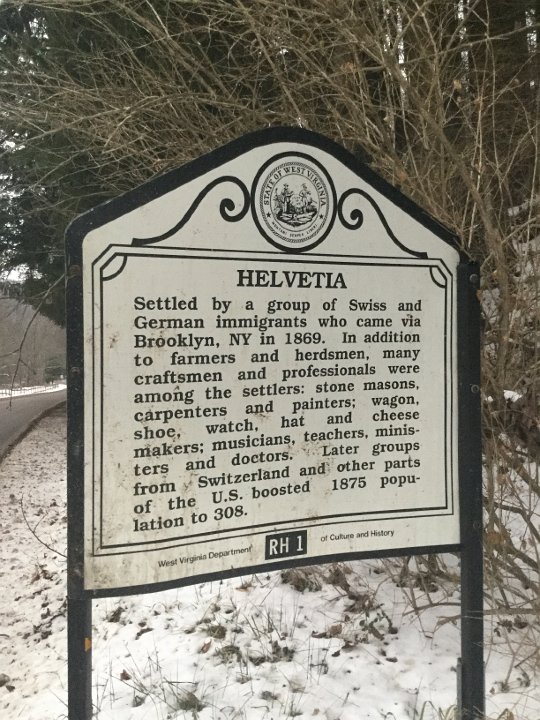 STATE OF WEST VIRGINIA
MONTANI SEMPER LIBERI
HELVETIA
Settled by a group of Swiss and
German immigrants who came via
Brooklyn, NY in 1869. In addition
to farmers and herdsmen, many
craftsmen and professionals were
among the settlers: stone masons,
carpenters and painters; wagon,
shoe, watch, hat and cheese
makers; musicians, teachers, minis-
ters and doctors. Later groups
from Switzerland and other parts
of the U.S. boosted 1875 popu-
lation to 308.
West Virginia Department RH 1 of Culture and History